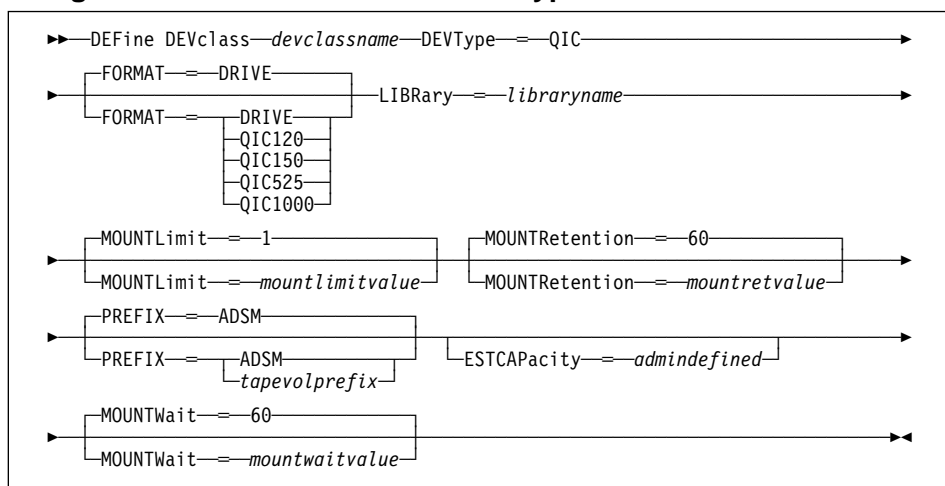 DEFine DEVclass devclassname DEVType = QIC
FORMAT = DRIVE
LIBRary = libraryname
FORMAT = DRIVE
QIC120
QIC150
QIC525
QIC1000
MOUNTLimit = 1 MOUNTRetention = 60
MOUNTLimit = mountlimitvalue MOUNTRetention = mountretvalue
PREFIX = ADSM
PREFIX = ADSM ESTCAPacity = admindefined
tapevolprefix
MOUNTWait = 60
MOUNTWait = mountwaitvalue